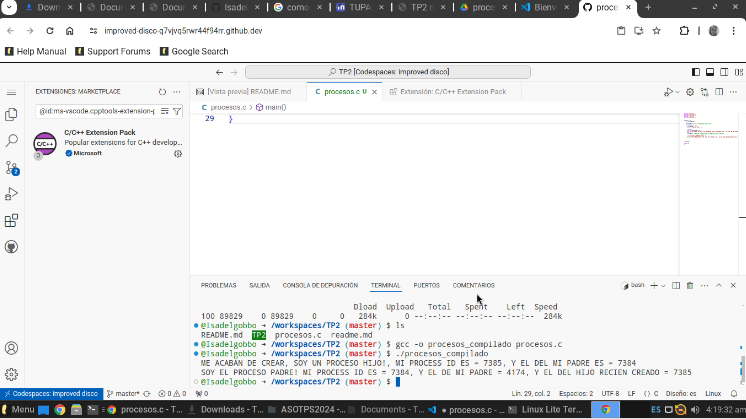 Down
Docu
Docu
Isadel
como
TUPA
TP2 r
proce
Bienv
proce
improved-disco-q7vjvq5rwr44f94rr.github.dev
Help Manual
Support Forums
Google Search
TP2 [Codespaces: improved disco]
EXTENSIONES: MARKETPLACE
[Vista previa] README.md
procesos.c U
Extensión: C/C++ Extension Pack
@id:ms-vscode.cpptools-extension-p
procesos.c > main()
29 }
C/C++ Extension Pack
Popular extensions for C++ develop...
Microsoft
PROBLEMS
SALIDA
CONSOLA DE DEPURACIÓN
TERMINAL
PUERTOS
COMENTARIOS
bash
Dload Upload Total Spent Left Speed
100 89829 0 89829 0 0 284k 0 --:--:-- --:--:-- --:--:-- 284k
@Isadelgobbo → /workspaces/TP2 (master) $ ls
README.md TP2 procesos.c readme.md
@Isadelgobbo → /workspaces/TP2 (master) $ gcc -o procesos_compilado procesos.c
@Isadelgobbo → /workspaces/TP2 (master) $ ./procesos_compilado
ME ACABAN DE CREAR, SOY UN PROCESO HIJO!, MI PROCESS ID ES = 7385, Y EL DEL MI PADRE ES = 7384
SOY EL PROCESO PADRE! MI PROCESS ID ES = 7384, Y EL DE MI PADRE = 4174, Y EL DEL HIJO RECIEN CREADO = 7385
@Isadelgobbo → /workspaces/TP2 (master) $
Codespaces: improved disco
master*
0 0
0
Lín. 29, col. 2
Espacios: 2
UTF-8
LF
{} C
Diseño: es
Linux
Menu
procesos.c - T...
Downloads - T...
ASOTPS2024 -...
Documents - T...
● procesos.c - ...
Linux Lite Ter...
ES
4:19:32 am